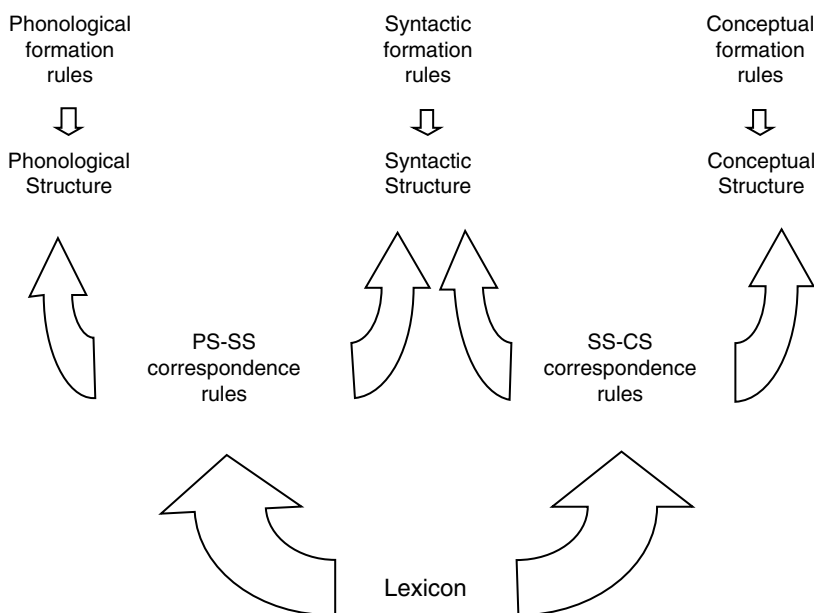 Phonological
formation
rules
Syntactic
formation
rules
Conceptual
formation
rules
Phonological
Structure
Syntactic
Structure
Conceptual
Structure
PS-SS
correspondence
rules
SS-CS
correspondence
rules
Lexicon